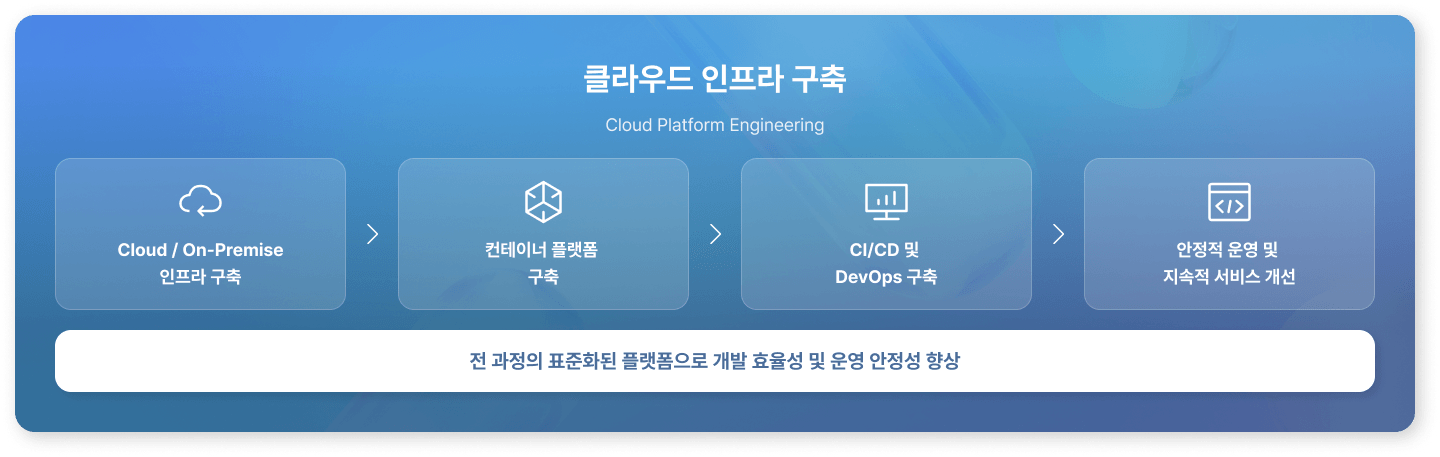 클라우드 인프라 구축
Cloud Platform Engineering
Cloud / On-Premise
인프라 구축
컨테이너 플랫폼
구축
CI/CD 및
DevOps 구축
안정적 운영 및
지속적 서비스 개선
전 과정의 표준화된 플랫폼으로 개발 효율성 및 운영 안정성 향상